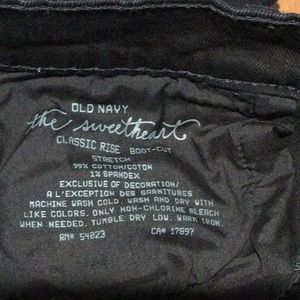 OLD NAVY
the sweetheart
CLASSIC RISE BOOT-CUT
STRETCH
99% COTTON/COTON
1% SPANDEX
EXCLUSIVE OF DECORATION/
A L'EXCEPTION DES GARNITURES
MACHINE WASH COLD. WASH AND DRY WITH
LIKE COLORS. ONLY NON-CHLORINE BLEACH
WHEN NEEDED. TUMBLE DRY LOW. WARM IRON.
RN# 54023 CA# 17897